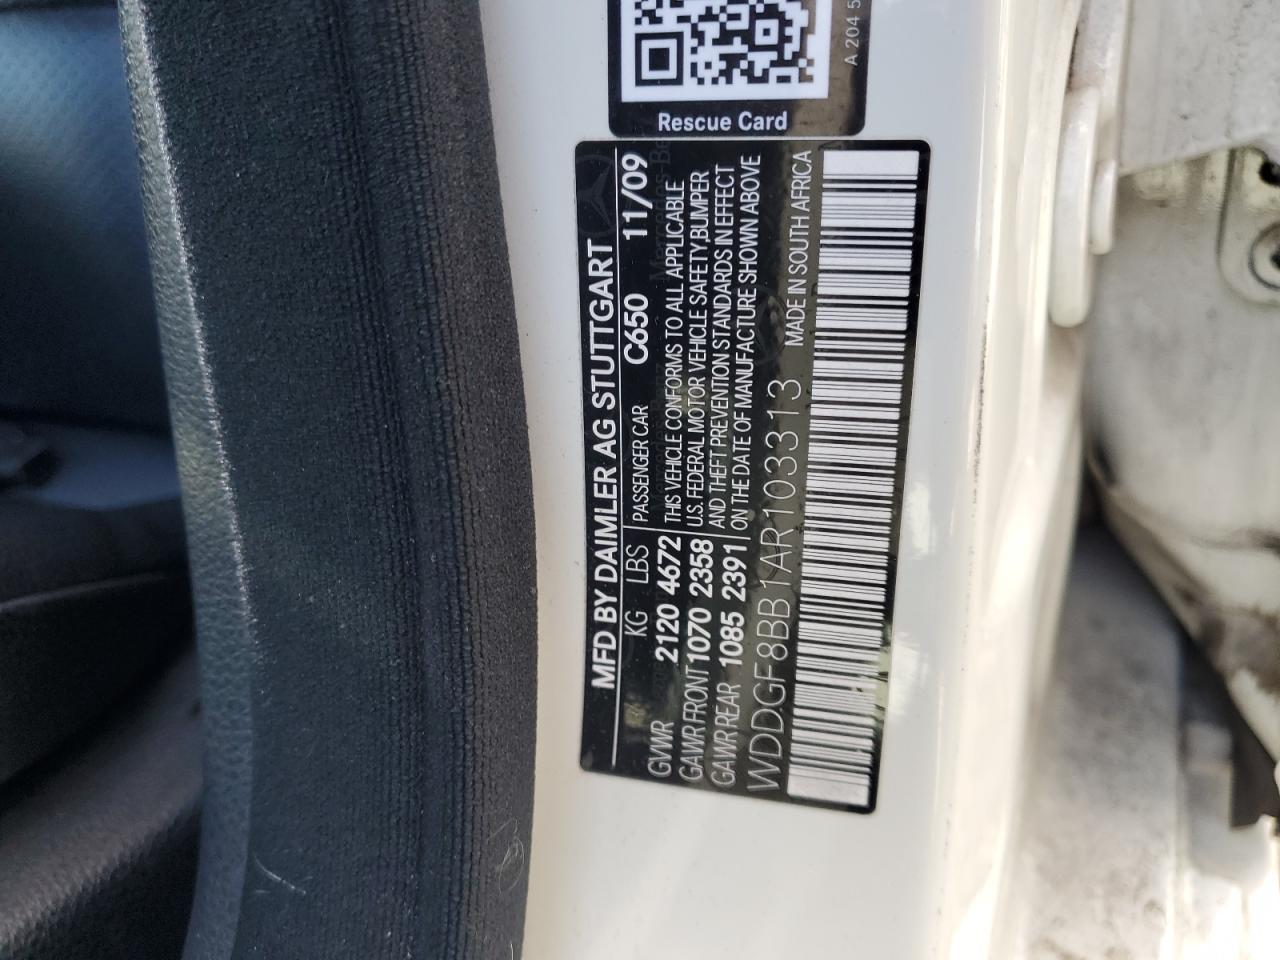 A 204 5
Rescue Card
MFD BY DAIMLER AG STUTTGART
KG LBS PASSENGER CAR C650 11/09
GVWR 2120 4672 THIS VEHICLE CONFORMS TO ALL APPLICABLE
GAWR FRONT 1070 2358 U.S. FEDERAL MOTOR VEHICLE SAFETY,BUMPER
GAWR REAR 1085 2391 AND THEFT PREVENTION STANDARDS IN EFFECT
ON THE DATE OF MANUFACTURE SHOWN ABOVE
WDDGF8BB1AR103313
MADE IN SOUTH AFRICA